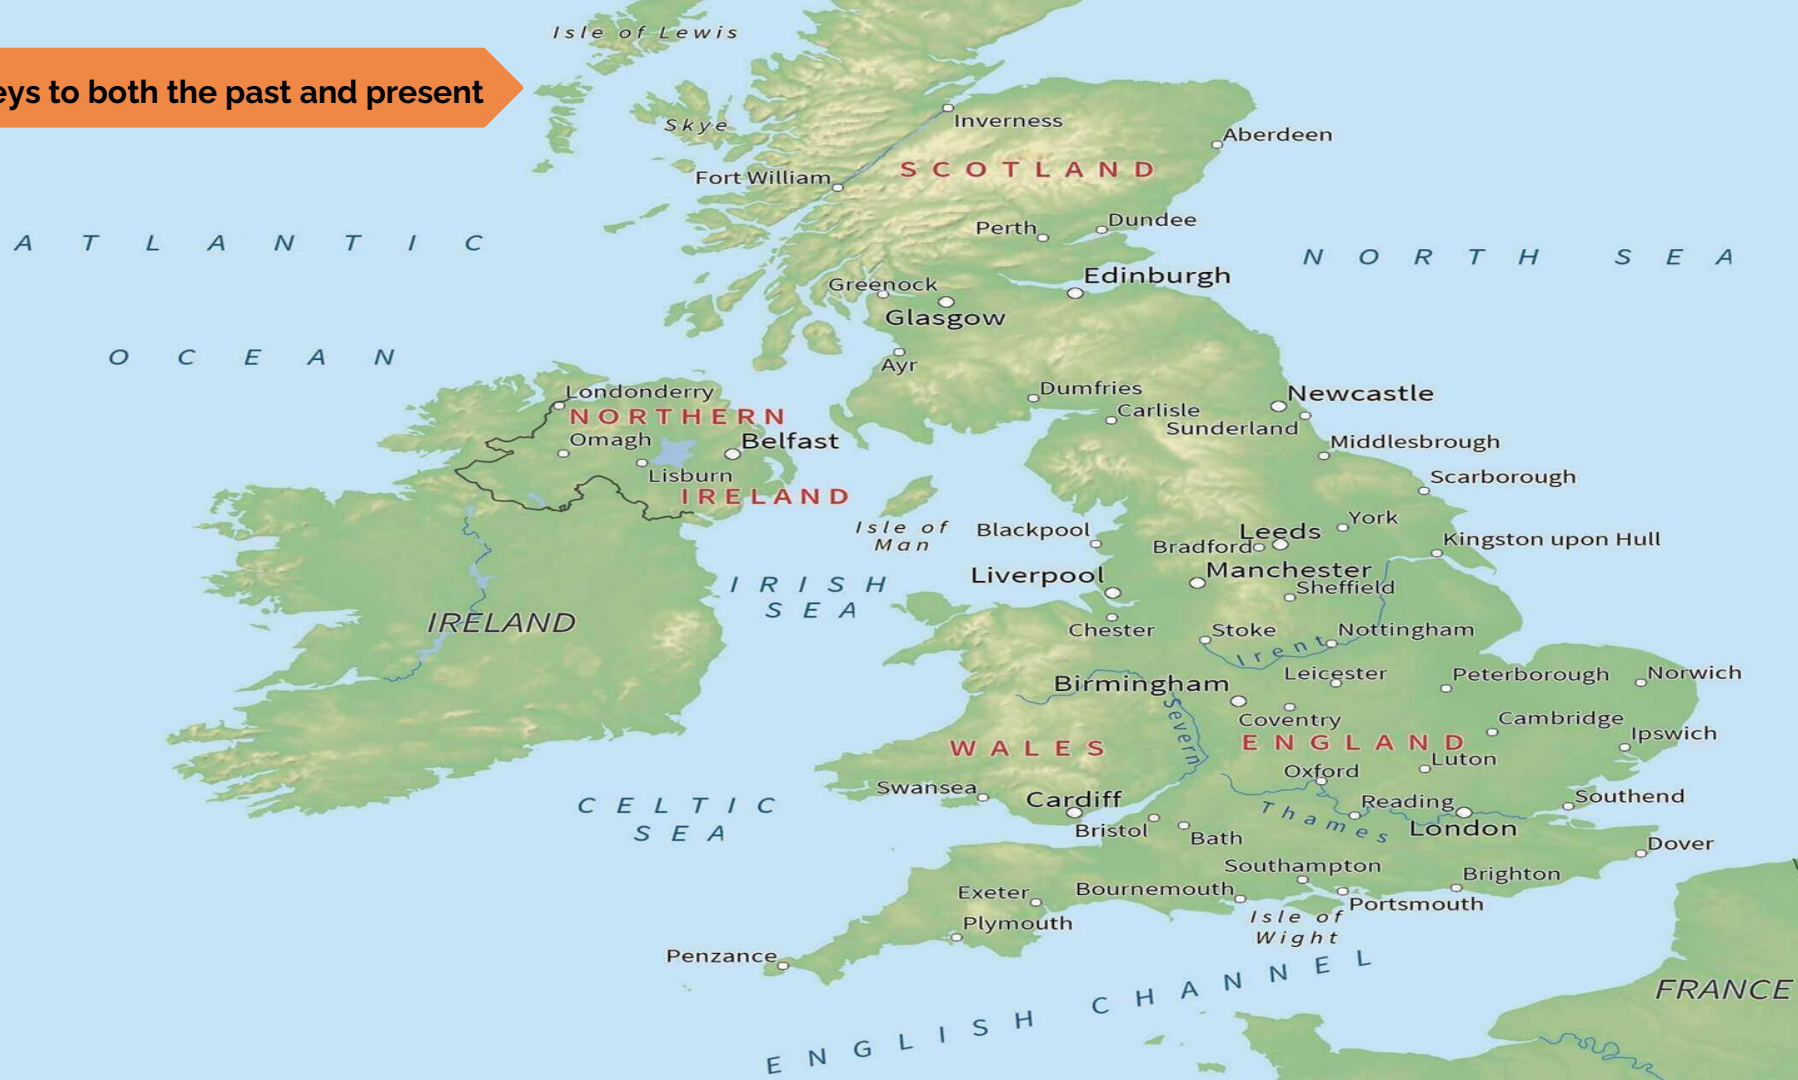 Isle of Lewis
eys to both the past and present
Skye
Inverness
Aberdeen
SCOTLAND
Fort William
Perth
Dundee
ATLANTIC
NORTH SEA
Edinburgh
Greenock
Glasgow
OCEAN
Ayr
Londonderry
Dumfries
Newcastle
NORTHERN
Carlisle
Sunderland
Omagh
Belfast
Middlesbrough
Lisburn
Scarborough
IRELAND
Isle of
Man
Blackpool
York
Leeds
Bradford
Kingston upon Hull
Liverpool
Manchester
IRISH
SEA
Sheffield
IRELAND
Chester
Stoke
Nottingham
Irent
Leicester
Peterborough
Norwich
Birmingham
Severn
Coventry
Cambridge
Ipswich
WALES
ENGLAND
Luton
Oxford
Swansea
Cardiff
Reading
Southend
CELTIC
SEA
Thames
London
Bristol
Bath
Dover
Southampton
Brighton
Exeter
Bournemouth
Portsmouth
Isle of
Wight
Plymouth
Penzance
ENGLISH CHANNEL
FRANCE